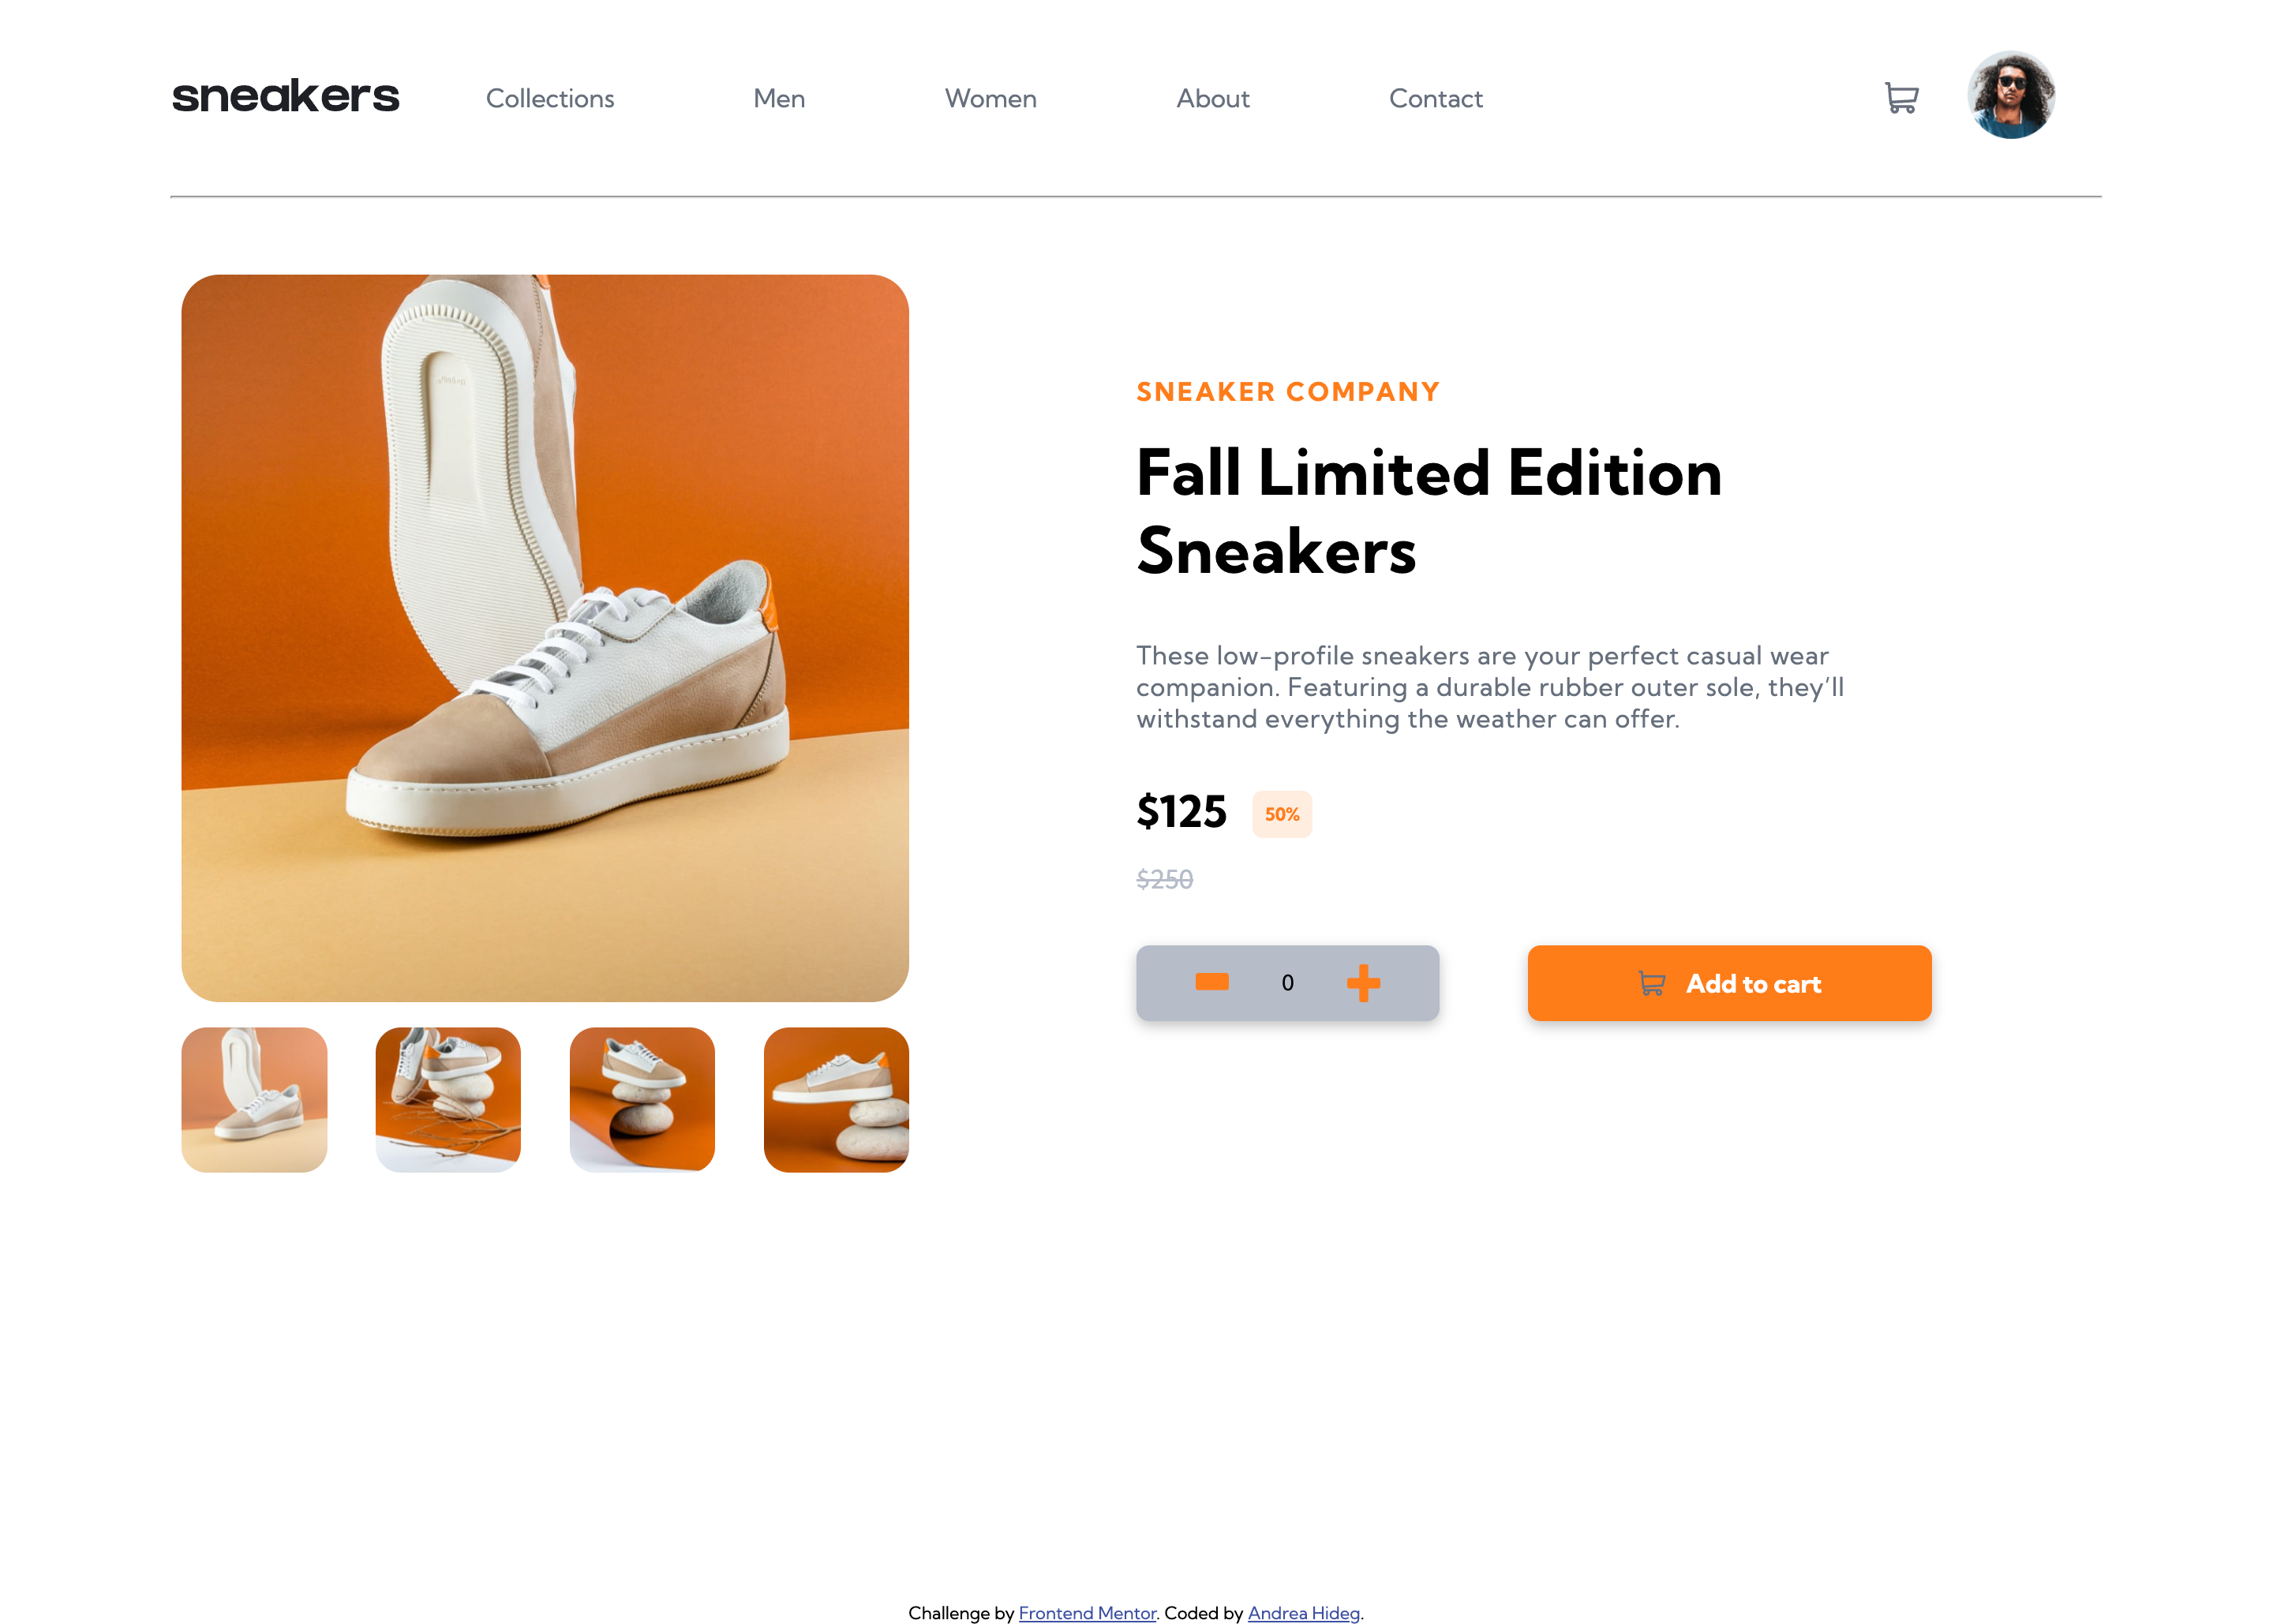 sneakers
Collections
Men
Women
About
Contact
SNEAKER COMPANY
Fall Limited Edition
Sneakers
These low-profile sneakers are your perfect casual wear
companion. Featuring a durable rubber outer sole, they’ll
withstand everything the weather can offer.
$125
50%
$250
0
Add to cart
Challenge by Frontend Mentor. Coded by Andrea Hideg.